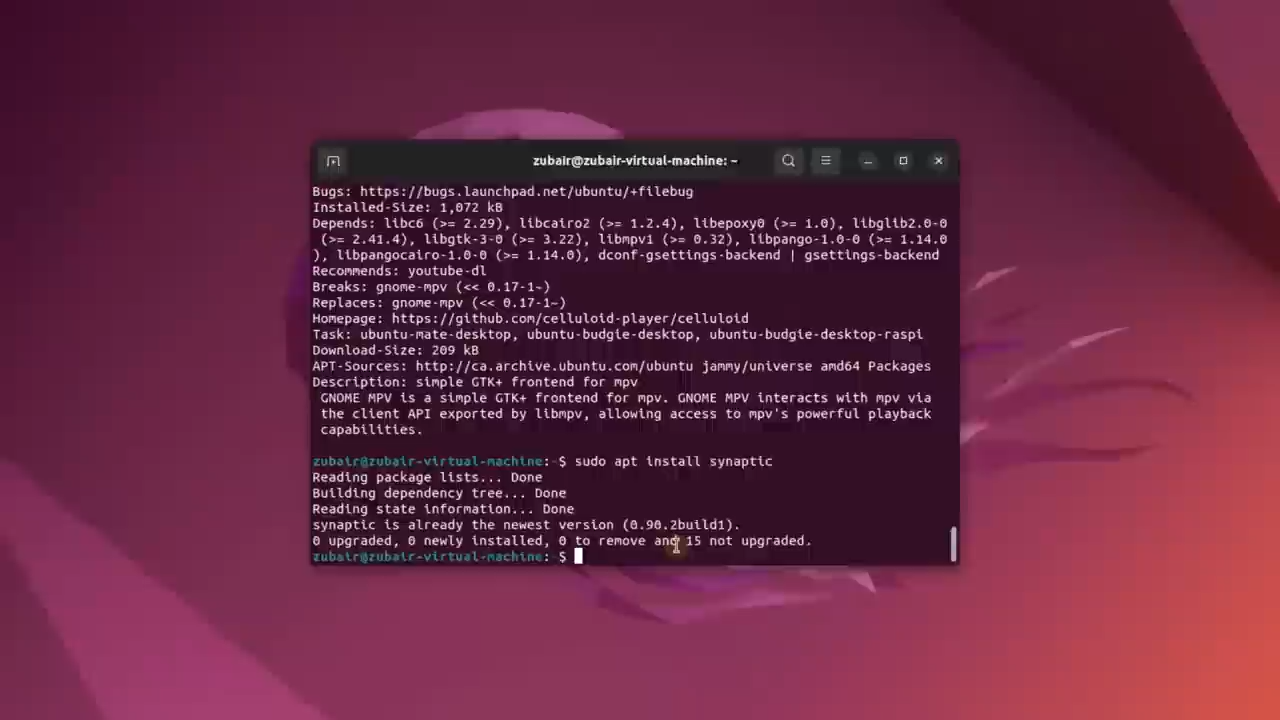 zubair@zubair-virtual-machine: ~
Bugs: https://bugs.launchpad.net/ubuntu/+filebug
Installed-Size: 1,072 kB
Depends: libc6 (>= 2.29), libcairo2 (>= 1.2.4), libepoxy0 (>= 1.0), libglib2.0-0
(>= 2.41.4), libgtk-3-0 (>= 3.22), libmpv1 (>= 0.32), libpango-1.0-0 (>= 1.14.0
), libpangocairo-1.0-0 (>= 1.14.0), dconf-gsettings-backend | gsettings-backend
Recommends: youtube-dl
Breaks: gnome-mpv (<< 0.17-1~)
Replaces: gnome-mpv (<< 0.17-1~)
Homepage: https://github.com/celluloid-player/celluloid
Task: ubuntu-mate-desktop, ubuntu-budgie-desktop, ubuntu-budgie-desktop-raspi
Download-Size: 209 kB
APT-Sources: http://ca.archive.ubuntu.com/ubuntu jammy/universe amd64 Packages
Description: simple GTK+ frontend for mpv
GNOME MPV is a simple GTK+ frontend for mpv. GNOME MPV interacts with mpv via
the client API exported by libmpv, allowing access to mpv's powerful playback
capabilities.
zubair@zubair-virtual-machine:~$ sudo apt install synaptic
Reading package lists... Done
Building dependency tree... Done
Reading state information... Done
synaptic is already the newest version (0.90.2build1).
0 upgraded, 0 newly installed, 0 to remove and 15 not upgraded.
zubair@zubair-virtual-machine:~$